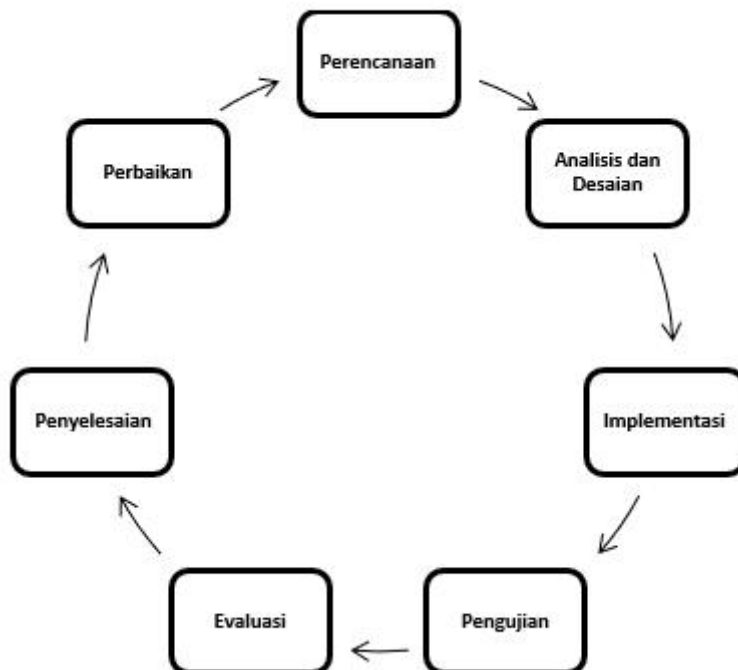 Perencanaan
Analisis dan
Desaian
Implementasi
Pengujian
Evaluasi
Penyelesaian
Perbaikan